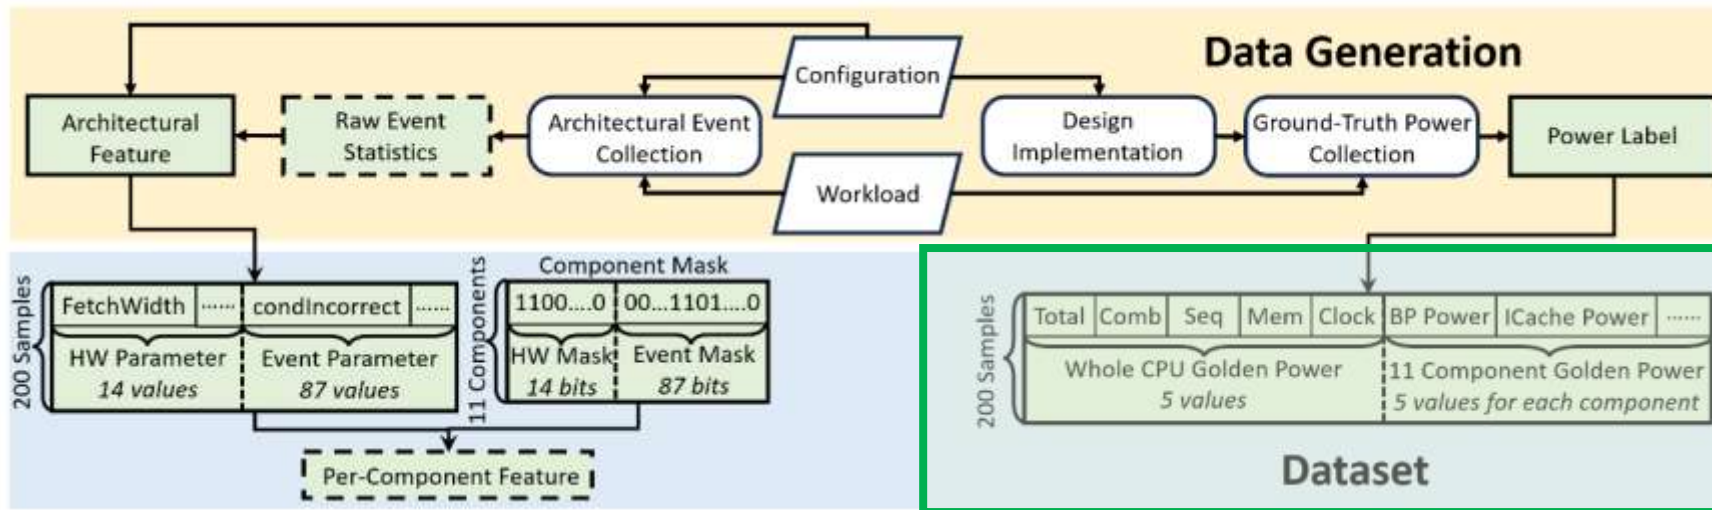 Data Generation
Configuration
Architectural
Feature
Raw Event
Statistics
Architectural Event
Collection
Design
Implementation
Ground-Truth Power
Collection
Power Label
Workload
200 Samples
FetchWidth ...... condIncorrect ......
HW Parameter Event Parameter
14 values 87 values
11 Components
Component Mask
1100....0 00...1101....0
HW Mask Event Mask
14 bits 87 bits
Per-Component Feature
200 Samples
Total Comb Seq Mem Clock BP Power ICache Power ......
Whole CPU Golden Power 11 Component Golden Power
5 values 5 values for each component
Dataset